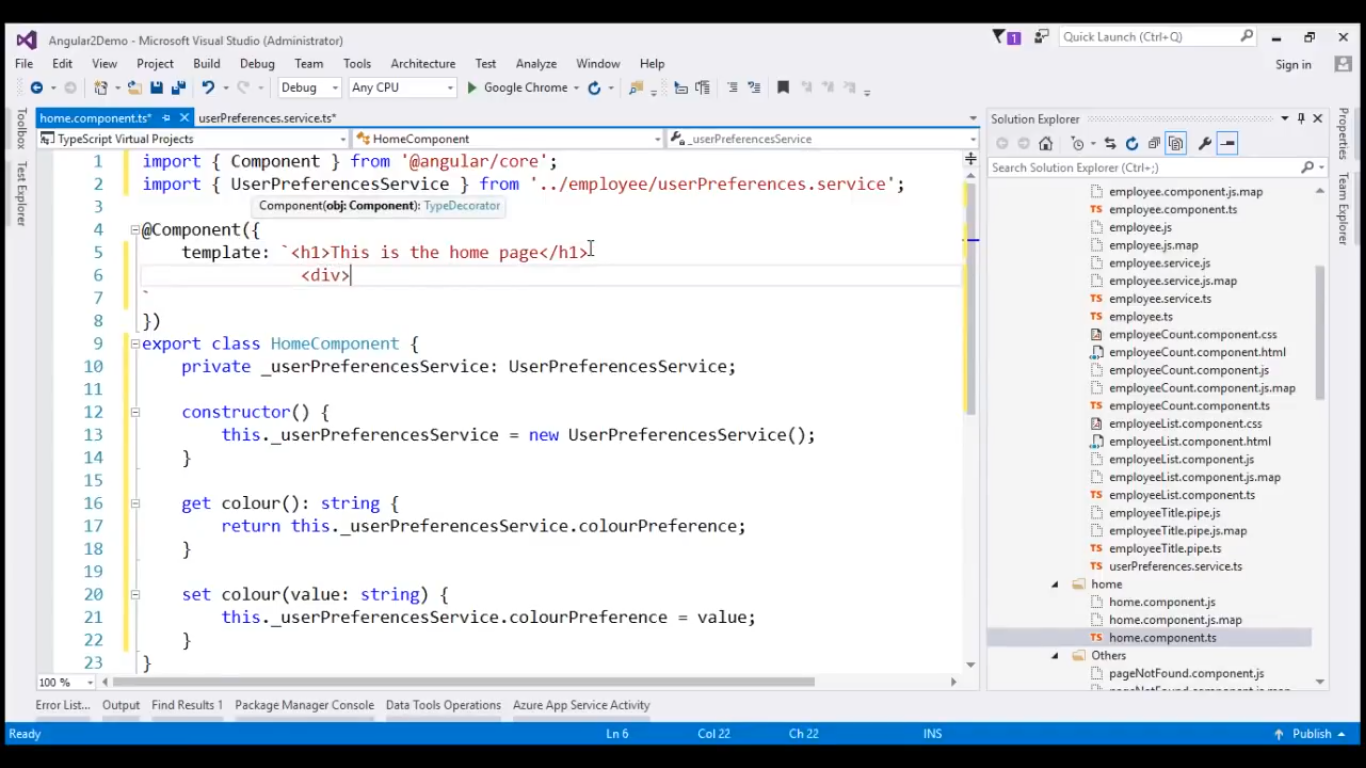 Angular2Demo - Microsoft Visual Studio (Administrator)
1
Quick Launch (Ctrl+Q)
File Edit View Project Build Debug Team Tools Architecture Test Analyze Window Help
Sign in
Debug Any CPU Google Chrome
Toolbox
Test Explorer
home.component.ts* userPreferences.service.ts*
TypeScript Virtual Projects HomeComponent _userPreferencesService
1 import { Component } from '@angular/core';
2 import { UserPreferencesService } from '../employee/userPreferences.service';
3
Component(obj: Component): TypeDecorator
4 @Component({
5 template: `<h1>This is the home page</h1>
6 <div>
7 `
8 })
9 export class HomeComponent {
10 private _userPreferencesService: UserPreferencesService;
11
12 constructor() {
13 this._userPreferencesService = new UserPreferencesService();
14 }
15
16 get colour(): string {
17 return this._userPreferencesService.colourPreference;
18 }
19
20 set colour(value: string) {
21 this._userPreferencesService.colourPreference = value;
22 }
23 }
100 %
Solution Explorer
Search Solution Explorer (Ctrl+;)
employee.component.js.map
employee.component.ts
employee.js
employee.js.map
employee.service.js
employee.service.js.map
TS employee.service.ts
TS employee.ts
employeeCount.component.css
employeeCount.component.html
employeeCount.component.js
employeeCount.component.js.map
TS employeeCount.component.ts
employeeList.component.css
employeeList.component.html
employeeList.component.js
employeeList.component.js.map
TS employeeList.component.ts
employeeTitle.pipe.js
employeeTitle.pipe.js.map
TS employeeTitle.pipe.ts
TS userPreferences.service.ts
home
home.component.js
home.component.js.map
TS home.component.ts
Others
pageNotFound.component.js
Properties
Team Explorer
Error List... Output Find Results 1 Package Manager Console Data Tools Operations Azure App Service Activity
Ready Ln 6 Col 22 Ch 22 INS Publish